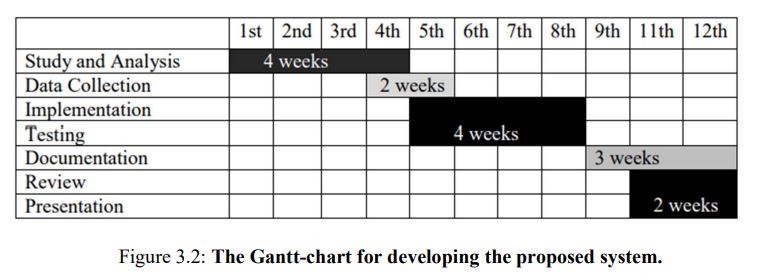 1st 2nd 3rd 4th 5th 6th 7th 8th 9th 11th 12th
Study and Analysis 4 weeks
Data Collection 2 weeks
Implementation
Testing 4 weeks
Documentation 3 weeks
Review
Presentation 2 weeks
Figure 3.2: The Gantt-chart for developing the proposed system.